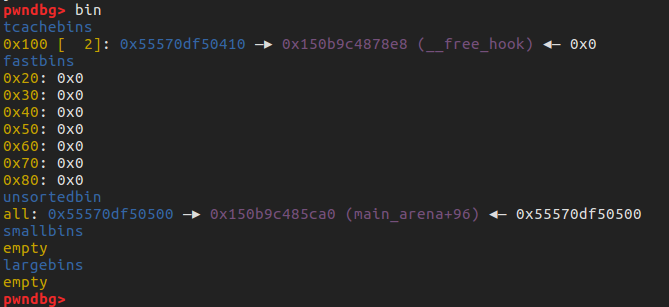 pwndbg> bin
tcachebins
0x100 [  2]: 0x55570df50410 —▸ 0x150b9c4878e8 (__free_hook) ◂— 0x0
fastbins
0x20: 0x0
0x30: 0x0
0x40: 0x0
0x50: 0x0
0x60: 0x0
0x70: 0x0
0x80: 0x0
unsortedbin
all: 0x55570df50500 —▸ 0x150b9c485ca0 (main_arena+96) ◂— 0x55570df50500
smallbins
empty
largebins
empty
pwndbg>